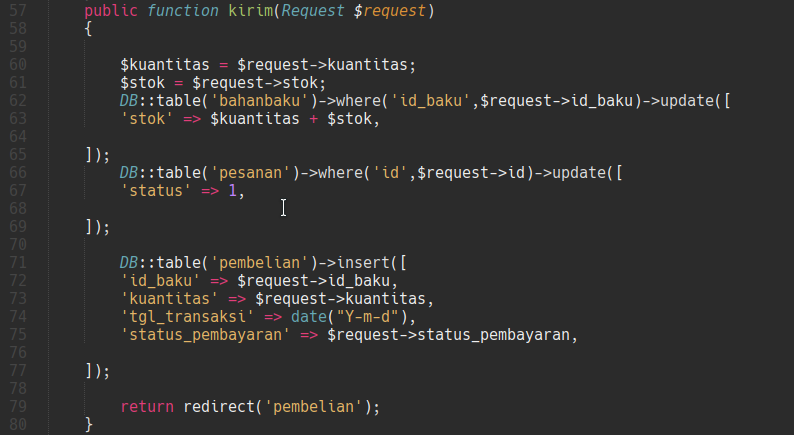 57 public function kirim(Request $request)
58 {
59
60 $kuantitas = $request->kuantitas;
61 $stok = $request->stok;
62 DB::table('bahanbaku')->where('id_baku',$request->id_baku)->update([
63 'stok' => $kuantitas + $stok,
64
65 ]);
66 DB::table('pesanan')->where('id',$request->id)->update([
67 'status' => 1,
68
69 ]);
70
71 DB::table('pembelian')->insert([
72 'id_baku' => $request->id_baku,
73 'kuantitas' => $request->kuantitas,
74 'tgl_transaksi' => date("Y-m-d"),
75 'status_pembayaran' => $request->status_pembayaran,
76
77 ]);
78
79 return redirect('pembelian');
80 }